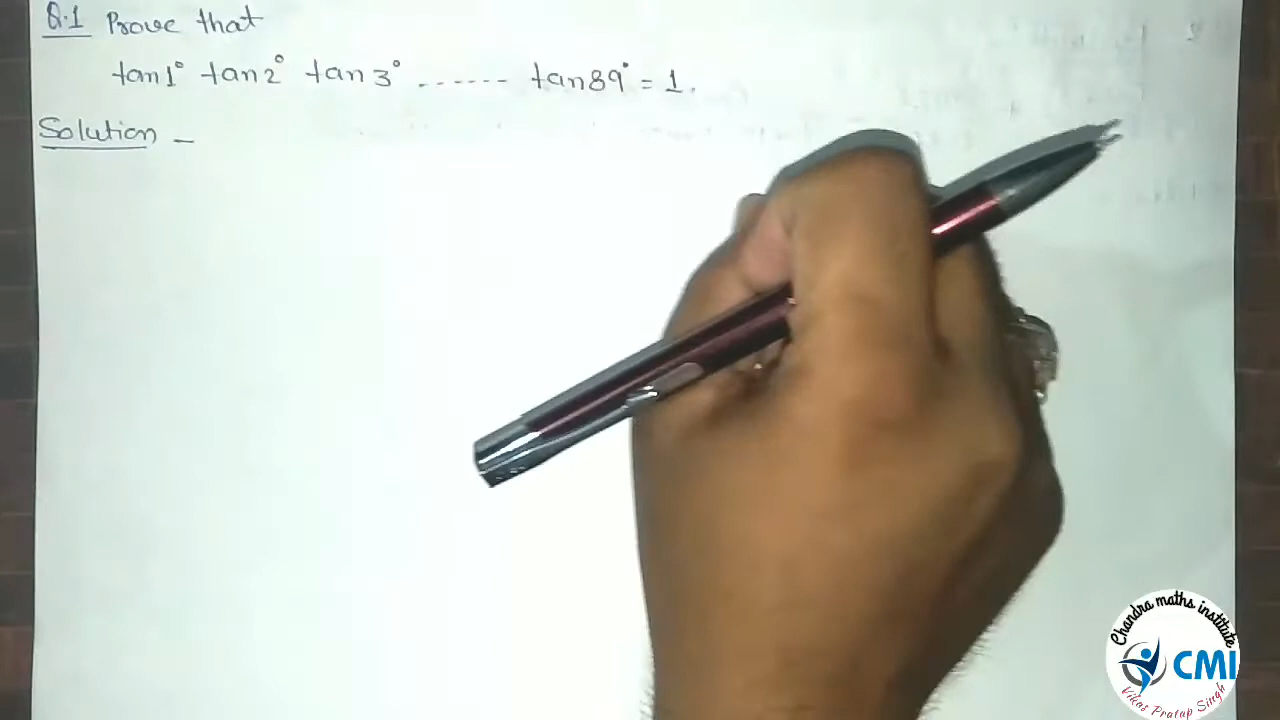 Q.1 Prove that
tan1° tan2° tan3° ------ tan89° = 1.
Solution -
Chandra maths institute
CMI
Vikas Pratap Singh